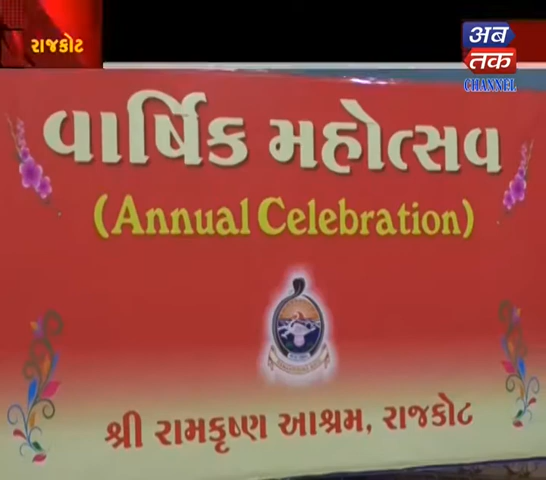 રાજકોટ
અબ
તક
CHANNEL
વાર્ષિક મહોત્સવ
(Annual Celebration)
શ્રી રામકૃષ્ણ આશ્રમ, રાજકોટ